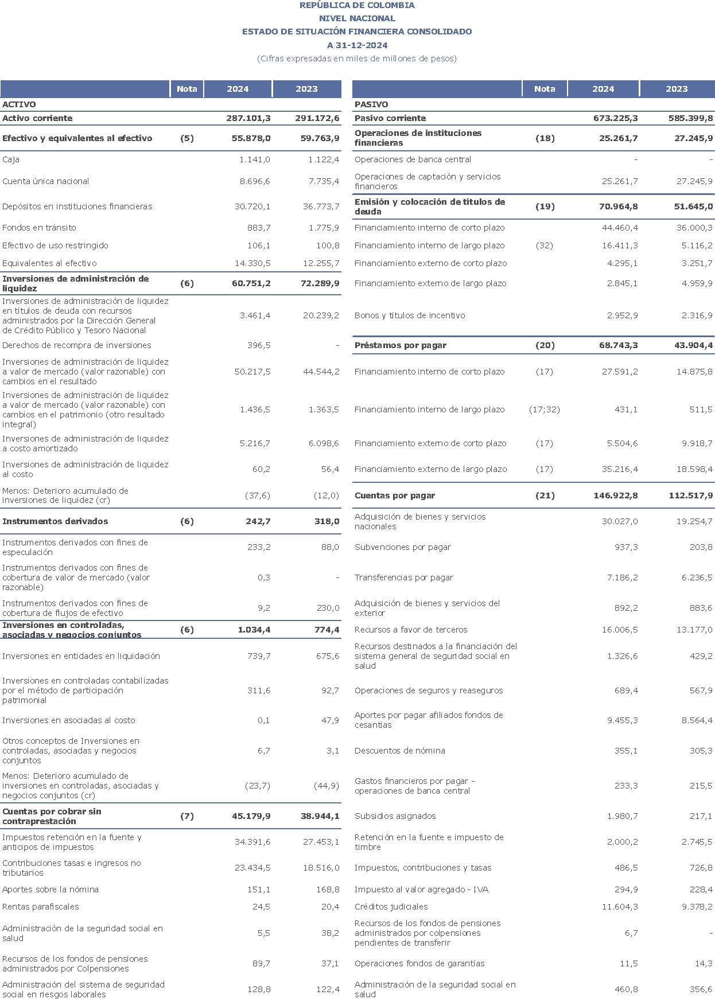 REPÚBLICA DE COLOMBIA
NIVEL NACIONAL
ESTADO DE SITUACIÓN FINANCIERA CONSOLIDADO
A 31-12-2024
(Cifras expresadas en miles de millones de pesos)
Nota 2024 2023
ACTIVO
Activo corriente 287.101,3 291.172,6
Efectivo y equivalentes al efectivo (5) 55.878,0 59.763,9
Caja 1.141,0 1.122,4
Cuenta única nacional 8.696,6 7.735,4
Depósitos en instituciones financieras 30.720,1 36.773,7
Fondos en tránsito 883,7 1.775,9
Efectivo de uso restringido 106,1 100,8
Equivalentes al efectivo 14.330,5 12.255,7
Inversiones de administración de
liquidez (6) 60.751,2 72.289,9
Inversiones de administración de liquidez
en títulos de deuda con recursos
administrados por la Dirección General
de Crédito Público y Tesoro Nacional 3.461,4 20.239,2
Derechos de recompra de inversiones 396,5 -
Inversiones de administración de liquidez
a valor de mercado (valor razonable) con
cambios en el resultado 50.217,5 44.544,2
Inversiones de administración de liquidez
a valor de mercado (valor razonable) con
cambios en el patrimonio (otro resultado
integral) 1.436,5 1.363,5
Inversiones de administración de liquidez
a costo amortizado 5.216,7 6.098,6
Inversiones de administración de liquidez
al costo 60,2 56,4
Menos: Deterioro acumulado de
inversiones de liquidez (cr) (37,6) (12,0)
Instrumentos derivados (6) 242,7 318,0
Instrumentos derivados con fines de
especulación 233,2 88,0
Instrumentos derivados con fines de
cobertura de valor de mercado (valor
razonable) 0,3 -
Instrumentos derivados con fines de
cobertura de flujos de efectivo 9,2 230,0
Inversiones en controladas,
asociadas y negocios conjuntos (6) 1.034,4 774,4
Inversiones en entidades en liquidación 739,7 675,6
Inversiones en controladas contabilizadas
por el método de participación
patrimonial 311,6 92,7
Inversiones en asociadas al costo 0,1 47,9
Otros conceptos de Inversiones en
controladas, asociadas y negocios
conjuntos 6,7 3,1
Menos: Deterioro acumulado de
inversiones en controladas, asociadas y
negocios conjuntos (cr) (23,7) (44,9)
Cuentas por cobrar sin
contraprestación (7) 45.179,9 38.944,1
Impuestos retención en la fuente y
anticipos de impuestos 34.391,6 27.453,1
Contribuciones tasas e ingresos no
tributarios 23.434,5 18.516,0
Aportes sobre la nómina 151,1 168,8
Rentas parafiscales 24,5 20,4
Administración de la seguridad social en
salud 5,5 38,2
Recursos de los fondos de pensiones
administrados por Colpensiones 89,7 37,1
Administración del sistema de seguridad
social en riesgos laborales 128,8 122,4
Nota 2024 2023
PASIVO
Pasivo corriente 673.225,3 585.399,8
Operaciones de instituciones
financieras (18) 25.261,7 27.245,9
Operaciones de banca central - -
Operaciones de captación y servicios
financieros 25.261,7 27.245,9
Emisión y colocación de títulos de
deuda (19) 70.964,8 51.645,0
Financiamiento interno de corto plazo 44.460,4 36.000,3
Financiamiento interno de largo plazo (32) 16.411,3 5.116,2
Financiamiento externo de corto plazo 4.295,1 3.251,7
Financiamiento externo de largo plazo 2.845,1 4.959,9
Bonos y títulos de incentivo 2.952,9 2.316,9
Préstamos por pagar (20) 68.743,3 43.904,4
Financiamiento interno de corto plazo (17) 27.591,2 14.875,8
Financiamiento interno de largo plazo (17;32) 431,1 511,5
Financiamiento externo de corto plazo (17) 5.504,6 9.918,7
Financiamiento externo de largo plazo (17) 35.216,4 18.598,4
Cuentas por pagar (21) 146.922,8 112.517,9
Adquisición de bienes y servicios
nacionales 30.027,0 19.254,7
Subvenciones por pagar 937,3 203,8
Transferencias por pagar 7.186,2 6.236,5
Adquisición de bienes y servicios del
exterior 892,2 883,6
Recursos a favor de terceros 16.006,5 13.177,0
Recursos destinados a la financiación del
sistema general de seguridad social en
salud 1.326,6 429,2
Operaciones de seguros y reaseguros 689,4 567,9
Aportes por pagar afiliados fondos de
cesantías 9.455,3 8.564,4
Descuentos de nómina 355,1 305,3
Gastos financieros por pagar -
operaciones de banca central 233,3 215,5
Subsidios asignados 1.980,7 217,1
Retención en la fuente e impuesto de
timbre 2.000,2 2.745,5
Impuestos, contribuciones y tasas 486,5 726,8
Impuesto al valor agregado - IVA 294,9 228,4
Créditos judiciales 11.604,3 9.378,2
Recursos de los fondos de pensiones
administrados por colpensiones
pendientes de transferir 6,7 -
Operaciones fondos de garantías 11,5 14,3
Administración de la seguridad social en
salud 460,8 356,6